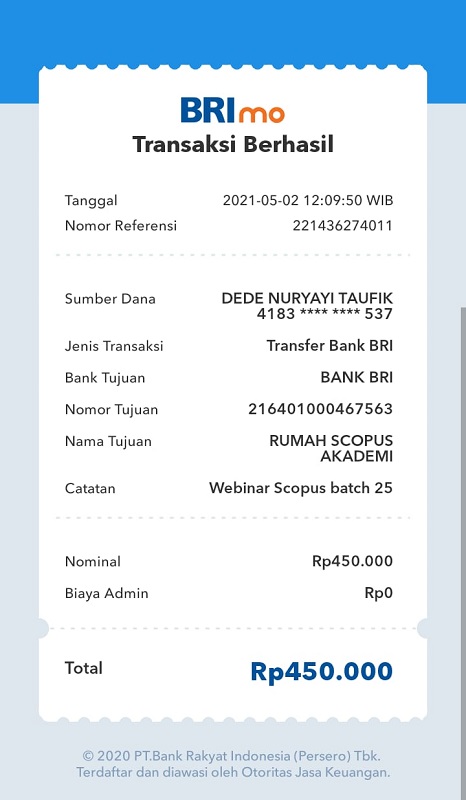 BRImo
Transaksi Berhasil
Tanggal 2021-05-02 12:09:50 WIB
Nomor Referensi 221436274011
Sumber Dana DEDE NURYAYI TAUFIK
4183 **** **** 537
Jenis Transaksi Transfer Bank BRI
Bank Tujuan BANK BRI
Nomor Tujuan 216401000467563
Nama Tujuan RUMAH SCOPUS
AKADEMI
Catatan Webinar Scopus batch 25
Nominal Rp450.000
Biaya Admin Rp0
Total Rp450.000
© 2020 PT.Bank Rakyat Indonesia (Persero) Tbk.
Terdaftar dan diawasi oleh Otoritas Jasa Keuangan.